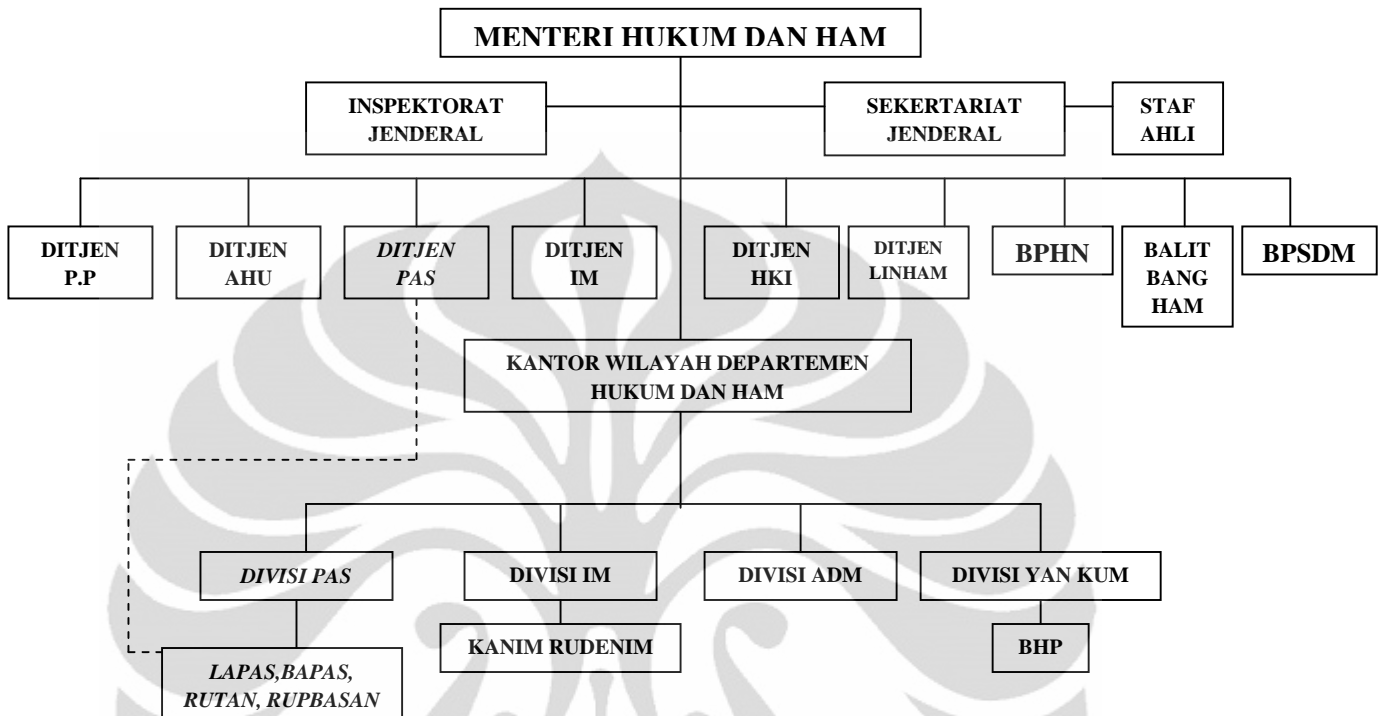 MENTERI HUKUM DAN HAM
INSPEKTORAT
JENDERAL
SEKERTARIAT
JENDERAL
STAF
AHLI
DITJEN
P.P
DITJEN
AHU
DITJEN
PAS
DITJEN
IM
DITJEN
HKI
DITJEN
LINHAM
BPHN
BALIT
BANG
HAM
BPSDM
KANTOR WILAYAH DEPARTEMEN
HUKUM DAN HAM
DIVISI PAS
DIVISI IM
DIVISI ADM
DIVISI YAN KUM
LAPAS,BAPAS,
RUTAN, RUPBASAN
KANIM RUDENIM
BHP